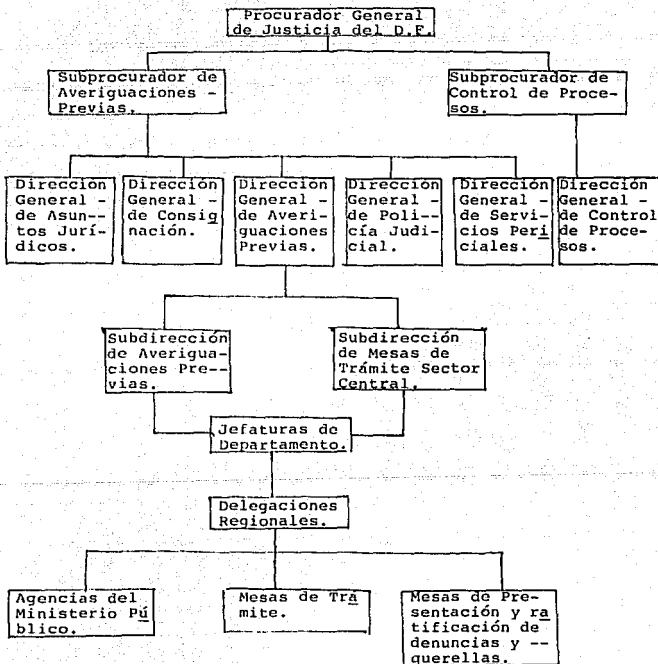 Procurador General
de Justicia del D.F.
Subprocurador de
Averiguaciones -
Previas.
Subprocurador de
Control de Proce-
sos.
Dirección
General -
de Asun--
tos Jurí-
dicos.
Dirección
General -
de Consig
nación.
Dirección
General -
de Averi-
guaciones
Previas.
Dirección
General -
de Poli--
cía Judi-
cial.
Dirección
General -
de Servi-
cios Peri
ciales.
Dirección
General -
de Control
de Proce-
sos.
Subdirección
de Averigua-
ciones Pre--
vias.
Subdirección
de Mesas de
Trámite Sector
Central.
Jefaturas de
Departamento.
Delegaciones
Regionales.
Agencias del
Ministerio Pú
blico.
Mesas de Trá
mite.
Mesas de Pre-
sentación y ra
tificación de
denuncias y --
querellas.